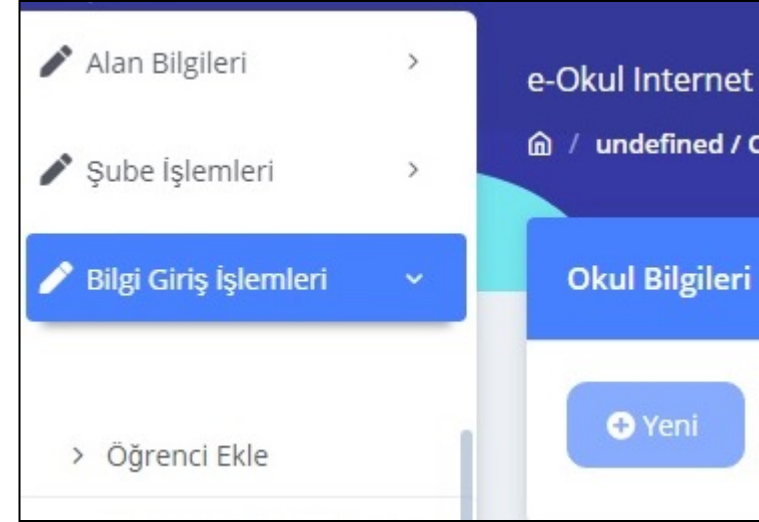 Alan Bilgileri
Şube İşlemleri
Bilgi Giriş İşlemleri
Öğrenci Ekle
e-Okul Internet
/ undefined /
Okul Bilgileri
Yeni